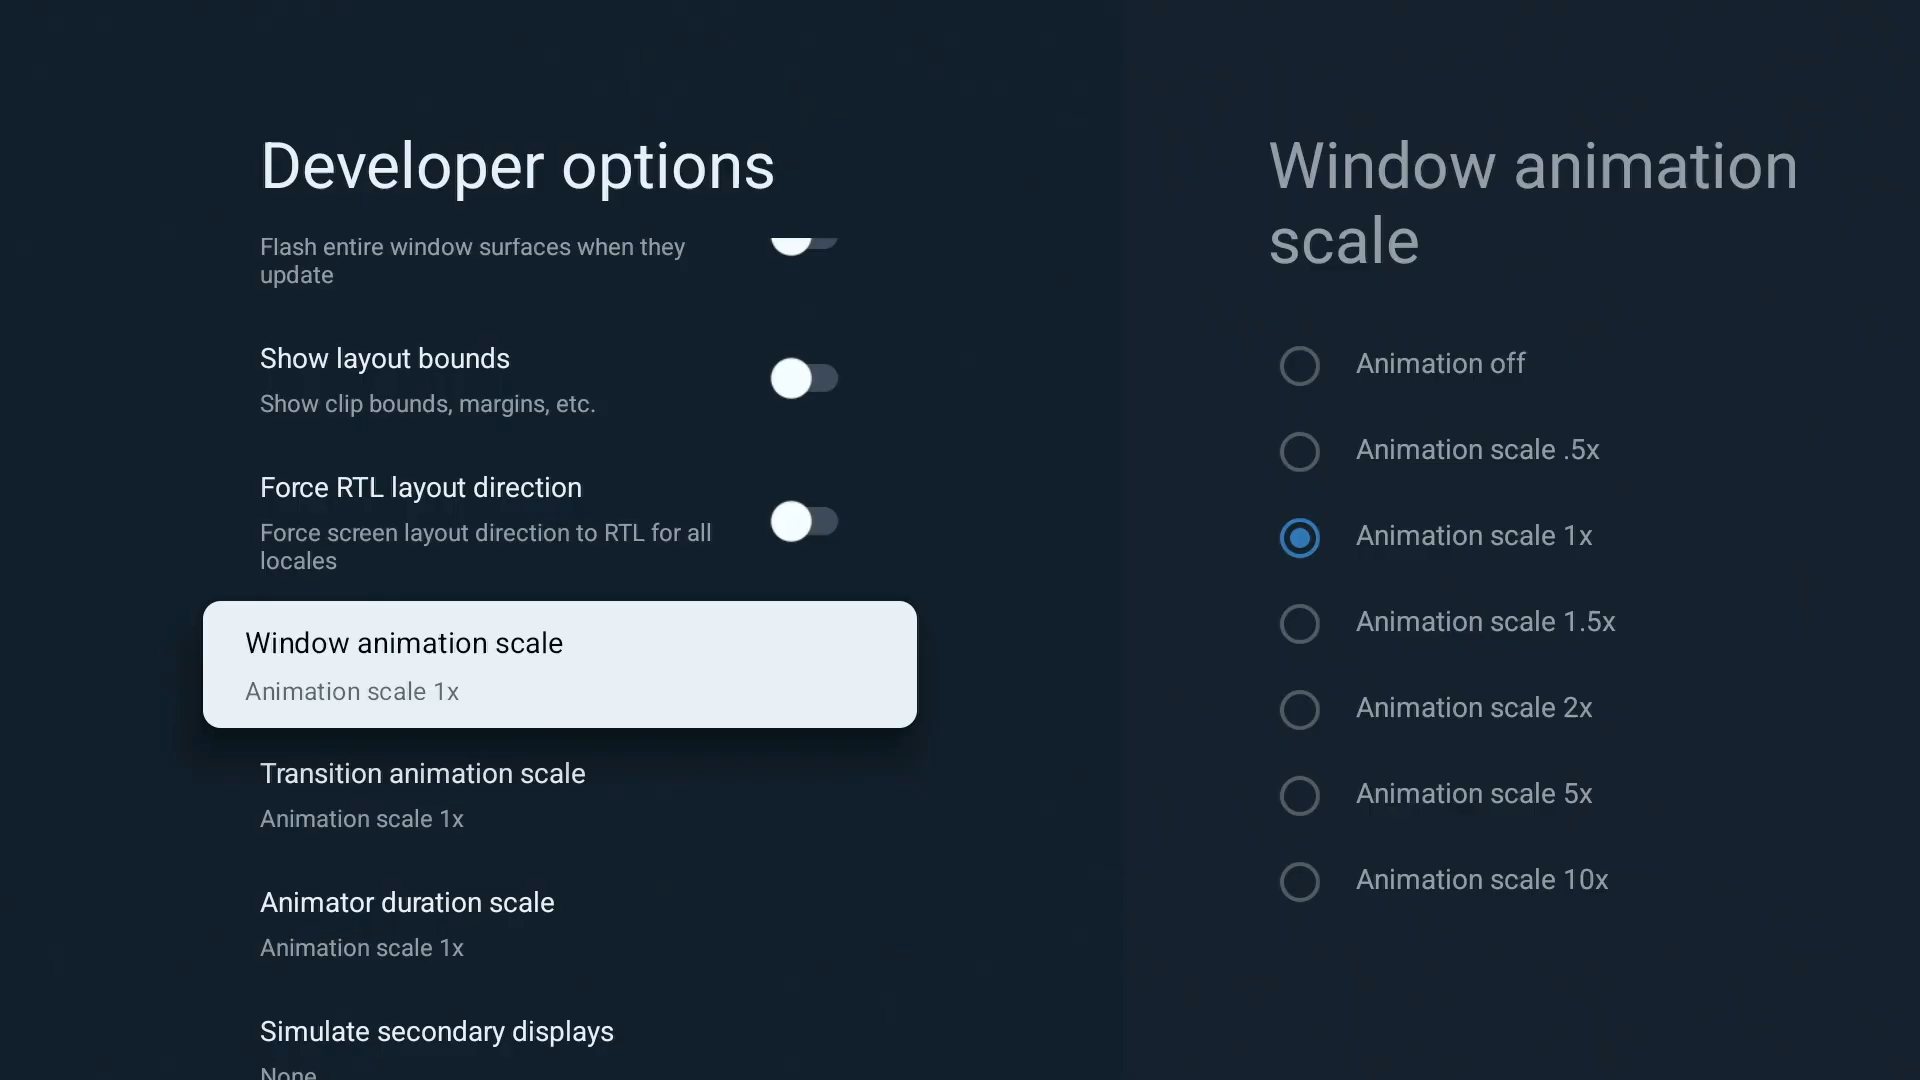 Developer options
Flash entire window surfaces when they
update
Show layout bounds
Show clip bounds, margins, etc.
Force RTL layout direction
Force screen layout direction to RTL for all
locales
Window animation scale
Animation scale 1x
Transition animation scale
Animation scale 1x
Animator duration scale
Animation scale 1x
Simulate secondary displays
None
Window animation
scale
Animation off
Animation scale .5x
Animation scale 1x
Animation scale 1.5x
Animation scale 2x
Animation scale 5x
Animation scale 10x